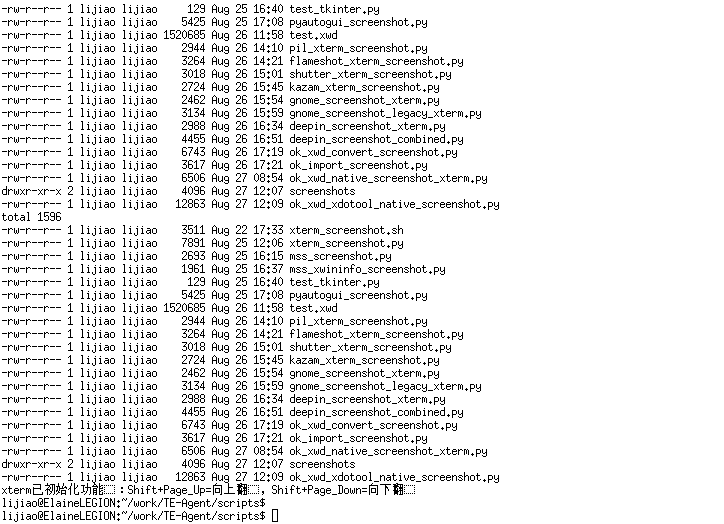 -rw-r--r-- 1 lijiao lijiao     129 Aug 25 16:40 test_tkinter.py
-rw-r--r-- 1 lijiao lijiao    5425 Aug 25 17:08 pyautogui_screenshot.py
-rw-r--r-- 1 lijiao lijiao 1520685 Aug 26 11:58 test.xwd
-rw-r--r-- 1 lijiao lijiao    2944 Aug 26 14:10 pil_xterm_screenshot.py
-rw-r--r-- 1 lijiao lijiao    3264 Aug 26 14:21 flameshot_xterm_screenshot.py
-rw-r--r-- 1 lijiao lijiao    3018 Aug 26 15:01 shutter_xterm_screenshot.py
-rw-r--r-- 1 lijiao lijiao    2724 Aug 26 15:45 kazam_xterm_screenshot.py
-rw-r--r-- 1 lijiao lijiao    2462 Aug 26 15:54 gnome_screenshot_xterm.py
-rw-r--r-- 1 lijiao lijiao    3134 Aug 26 15:59 gnome_screenshot_legacy_xterm.py
-rw-r--r-- 1 lijiao lijiao    2988 Aug 26 16:34 deepin_screenshot_xterm.py
-rw-r--r-- 1 lijiao lijiao    4455 Aug 26 16:51 deepin_screenshot_combined.py
-rw-r--r-- 1 lijiao lijiao    6743 Aug 26 17:19 ok_xwd_convert_screenshot.py
-rw-r--r-- 1 lijiao lijiao    3617 Aug 26 17:21 ok_import_screenshot.py
-rw-r--r-- 1 lijiao lijiao    6506 Aug 27 08:54 ok_xwd_native_screenshot_xterm.py
drwxr-xr-x 2 lijiao lijiao    4096 Aug 27 12:07 screenshots
-rw-r--r-- 1 lijiao lijiao   12863 Aug 27 12:09 ok_xwd_xdotool_native_screenshot.py
total 1596
-rw-r--r-- 1 lijiao lijiao    3511 Aug 22 17:33 xterm_screenshot.sh
-rw-r--r-- 1 lijiao lijiao    7891 Aug 25 12:06 xterm_screenshot.py
-rw-r--r-- 1 lijiao lijiao    2693 Aug 25 16:15 mss_screenshot.py
-rw-r--r-- 1 lijiao lijiao    1961 Aug 25 16:37 mss_xwininfo_screenshot.py
-rw-r--r-- 1 lijiao lijiao     129 Aug 25 16:40 test_tkinter.py
-rw-r--r-- 1 lijiao lijiao    5425 Aug 25 17:08 pyautogui_screenshot.py
-rw-r--r-- 1 lijiao lijiao 1520685 Aug 26 11:58 test.xwd
-rw-r--r-- 1 lijiao lijiao    2944 Aug 26 14:10 pil_xterm_screenshot.py
-rw-r--r-- 1 lijiao lijiao    3264 Aug 26 14:21 flameshot_xterm_screenshot.py
-rw-r--r-- 1 lijiao lijiao    3018 Aug 26 15:01 shutter_xterm_screenshot.py
-rw-r--r-- 1 lijiao lijiao    2724 Aug 26 15:45 kazam_xterm_screenshot.py
-rw-r--r-- 1 lijiao lijiao    2462 Aug 26 15:54 gnome_screenshot_xterm.py
-rw-r--r-- 1 lijiao lijiao    3134 Aug 26 15:59 gnome_screenshot_legacy_xterm.py
-rw-r--r-- 1 lijiao lijiao    2988 Aug 26 16:34 deepin_screenshot_xterm.py
-rw-r--r-- 1 lijiao lijiao    4455 Aug 26 16:51 deepin_screenshot_combined.py
-rw-r--r-- 1 lijiao lijiao    6743 Aug 26 17:19 ok_xwd_convert_screenshot.py
-rw-r--r-- 1 lijiao lijiao    3617 Aug 26 17:21 ok_import_screenshot.py
-rw-r--r-- 1 lijiao lijiao    6506 Aug 27 08:54 ok_xwd_native_screenshot_xterm.py
drwxr-xr-x 2 lijiao lijiao    4096 Aug 27 12:07 screenshots
-rw-r--r-- 1 lijiao lijiao   12863 Aug 27 12:09 ok_xwd_xdotool_native_screenshot.py
xterm已初始化功能：Shift+Page_Up=向上翻，Shift+Page_Down=向下翻
lijiao@ElaineLEGION:~/work/TE-Agent/scripts$
lijiao@ElaineLEGION:~/work/TE-Agent/scripts$